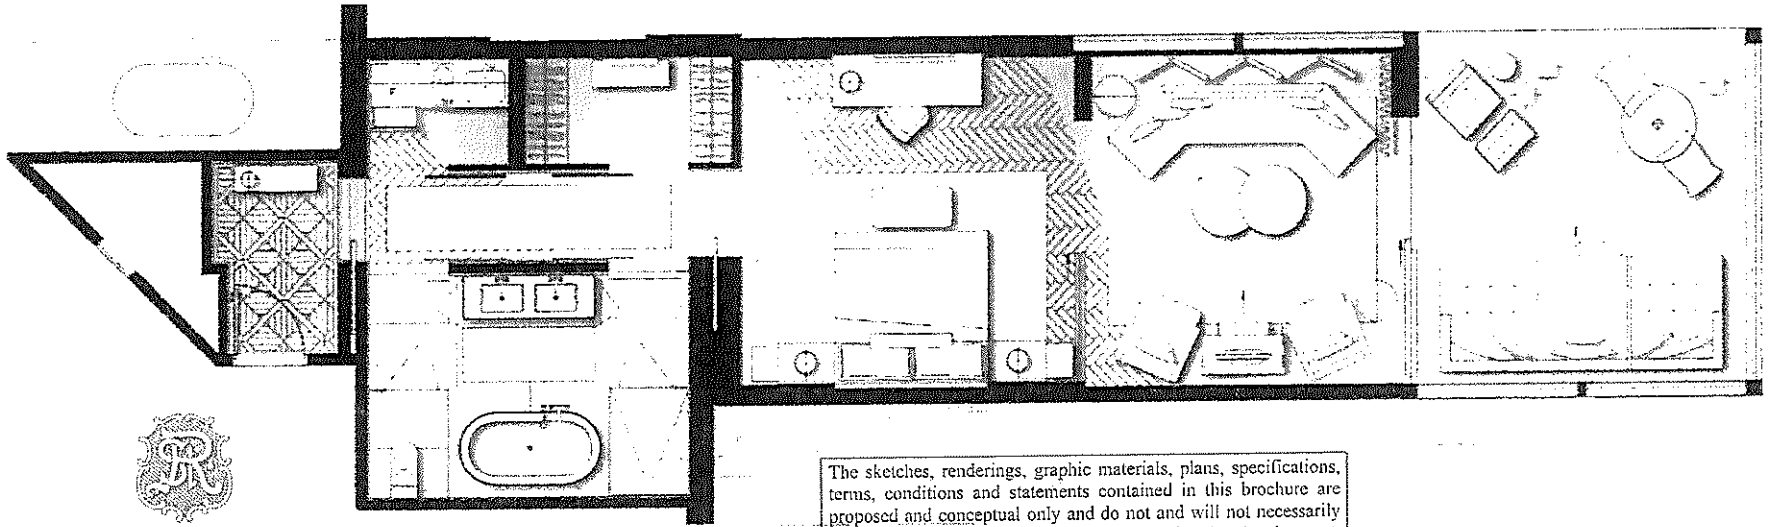 The sketches, renderings, graphic materials, plans, specifications,
terms, conditions and statements contained in this brochure are
proposed and conceptual only and do not and will not necessarily